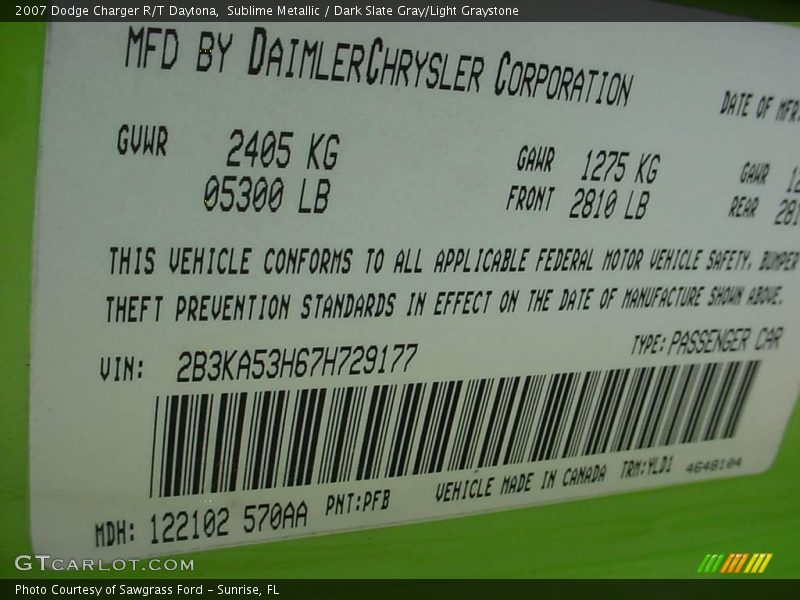 2007 Dodge Charger R/T Daytona,  Sublime Metallic / Dark Slate Gray/Light Graystone
MFD BY DAIMLERCHRYSLER CORPORATION
DATE OF MFR
GVWR 2405 KG GAWR 1275 KG GAWR 12
05300 LB FRONT 2810 LB REAR 281
THIS VEHICLE CONFORMS TO ALL APPLICABLE FEDERAL MOTOR VEHICLE SAFETY, BUMPER
THEFT PREVENTION STANDARDS IN EFFECT ON THE DATE OF MANUFACTURE SHOWN ABOVE.
VIN: 2B3KA53H67H729177 TYPE: PASSENGER CAR
MDH: 122102 570AA PNT:PFB VEHICLE MADE IN CANADA TRM:YLD1 4648104
GTCARLOT.COM
Photo Courtesy of Sawgrass Ford - Sunrise, FL